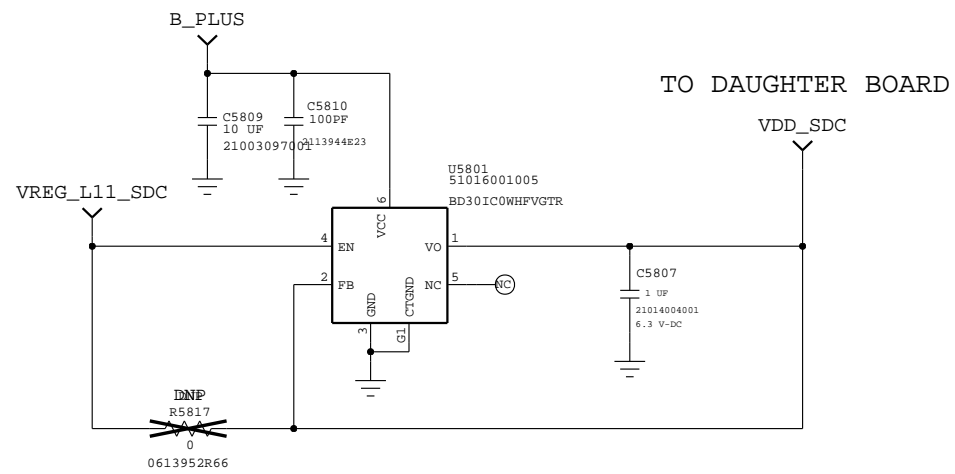 B_PLUS
TO DAUGHTER BOARD
VDD_SDC
C5809
10 UF
21003097001
C5810
100PF
2113944E23
VREG_L11_SDC
U5801
51016001005
BD30IC0WHFVGTR
6
VCC
4
EN
VO
1
2
FB
NC
5
NC
GND
CTGND
3
G1
C5807
1 UF
21014004001
6.3 V-DC
DNP
R5817
0
0613952R66